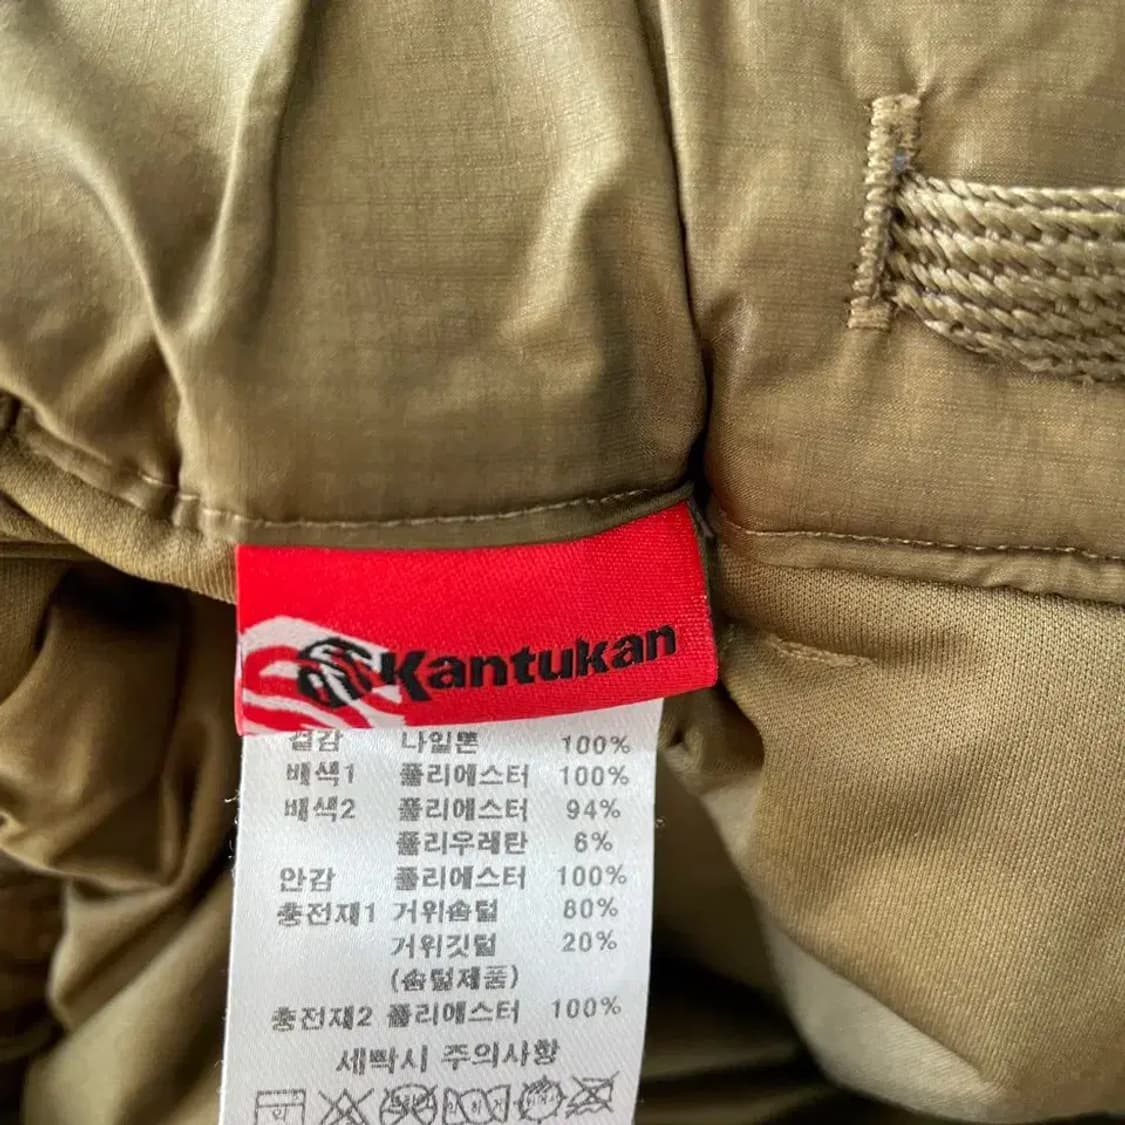 Kantukan
겉감 나일론 100%
배색1 폴리에스터 100%
배색2 폴리에스터 94%
폴리우레탄 6%
안감 폴리에스터 100%
충전재1 거위솜털 80%
거위깃털 20%
(솜털제품)
충전재2 폴리에스터 100%
세탁시 주의사항